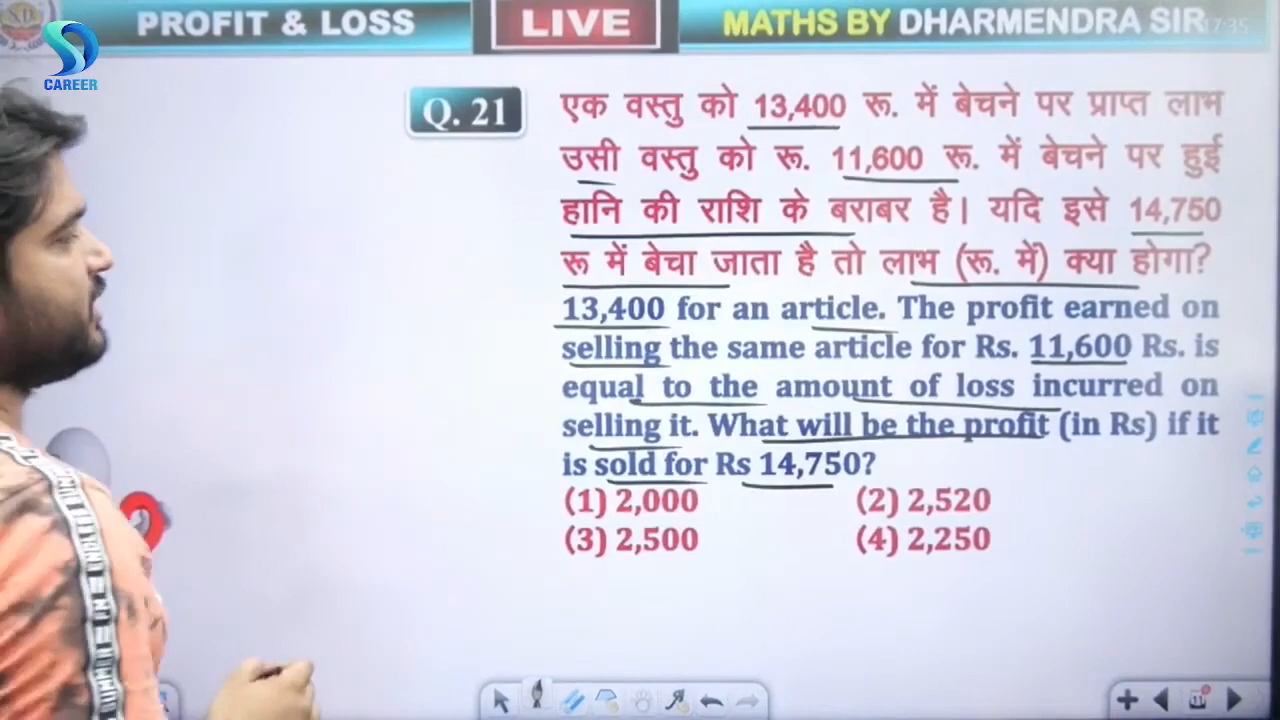 PROFIT & LOSS
LIVE
MATHS BY DHARMENDRA SIR
17:35
CAREER
Q. 21
एक वस्तु को 13,400 रू. में बेचने पर प्राप्त लाभ
उसी वस्तु को रू. 11,600 रू. में बेचने पर हुई
हानि की राशि के बराबर है। यदि इसे 14,750
रू में बेचा जाता है तो लाभ (रू. में) क्या होगा?
13,400 for an article. The profit earned on
selling the same article for Rs. 11,600 Rs. is
equal to the amount of loss incurred on
selling it. What will be the profit (in Rs) if it
is sold for Rs 14,750?
(1) 2,000 (2) 2,520
(3) 2,500 (4) 2,250